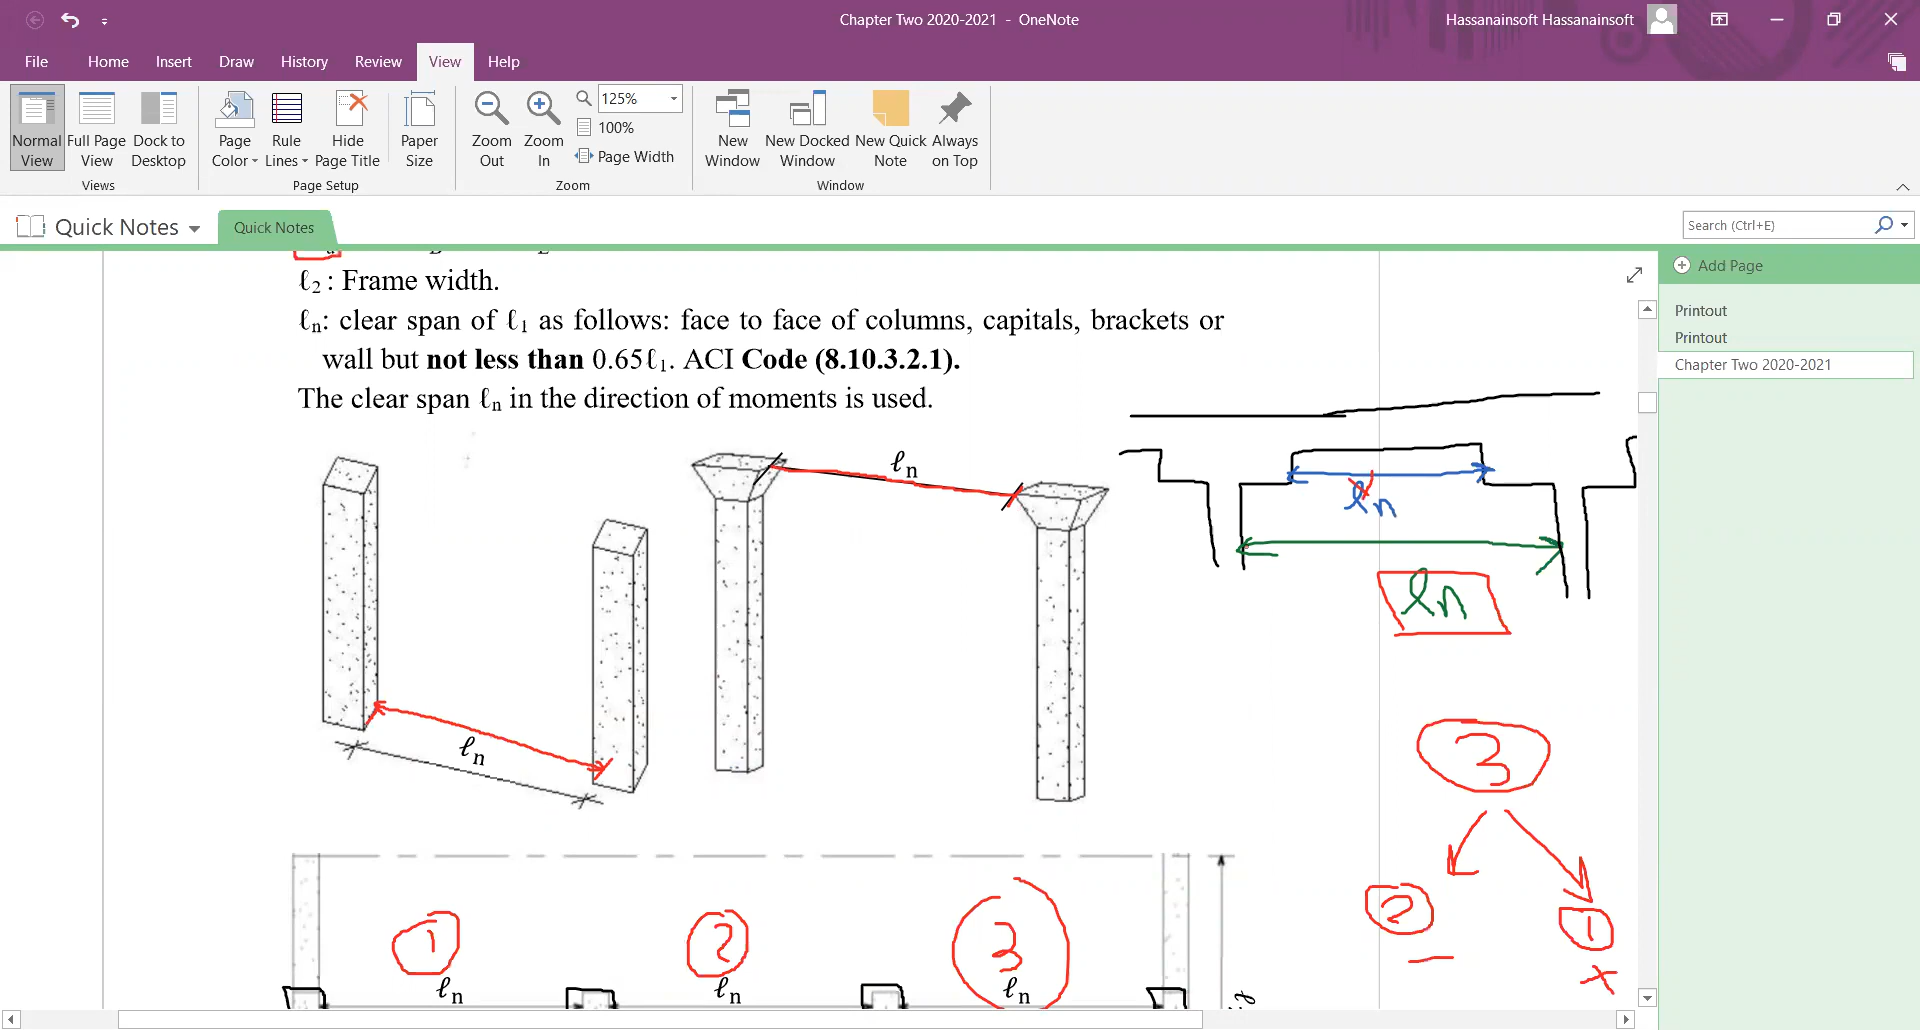 Chapter Two 2020-2021 - OneNote
Hassanainsoft Hassanainsoft
File Home Insert Draw History Review View Help
Normal View
Full Page View
Dock to Desktop
Views
Page Color
Rule Lines
Hide Page Title
Paper Size
Page Setup
Zoom Out
Zoom In
125%
100%
Page Width
Zoom
New Window
New Docked Window
New Quick Note
Always on Top
Window
Quick Notes
Quick Notes
Search (Ctrl+E)
Add Page
Printout
Printout
Chapter Two 2020-2021
ℓ₂ : Frame width.
ℓn: clear span of ℓ₁ as follows: face to face of columns, capitals, brackets or
wall but not less than 0.65ℓ₁. ACI Code (8.10.3.2.1).
The clear span ℓn in the direction of moments is used.
ℓn
ℓn
ℓn
ℓn
3
2 1
x
1 2 3
ℓn ℓn ℓn